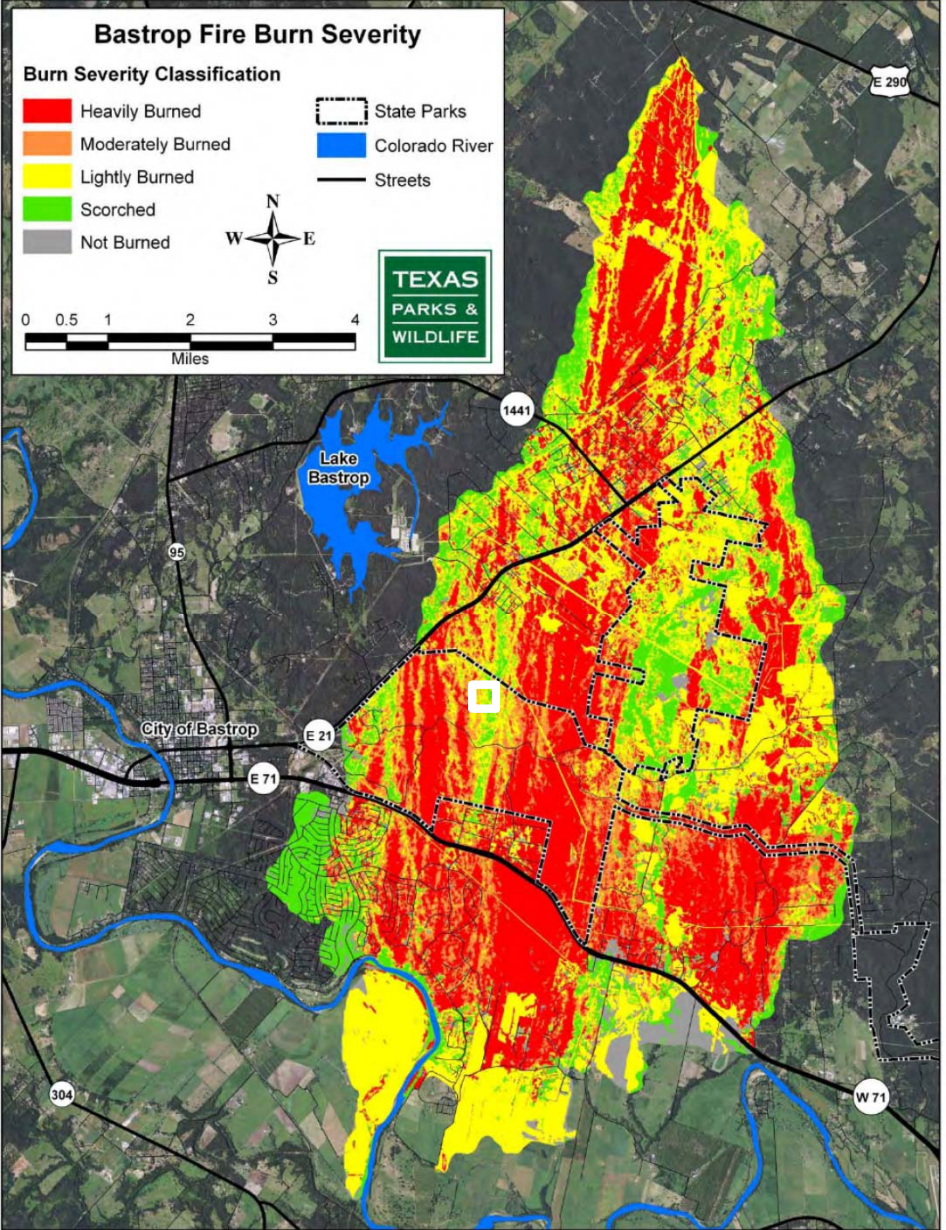 Bastrop Fire Burn Severity
Burn Severity Classification
Heavily Burned
Moderately Burned
Lightly Burned
Scorched
Not Burned
State Parks
Colorado River
Streets
N
W E
S
0 0.5 1 2 3 4
Miles
TEXAS
PARKS &
WILDLIFE
E 290
1441
Lake
Bastrop
95
City of Bastrop
E 21
E 71
304
W 71